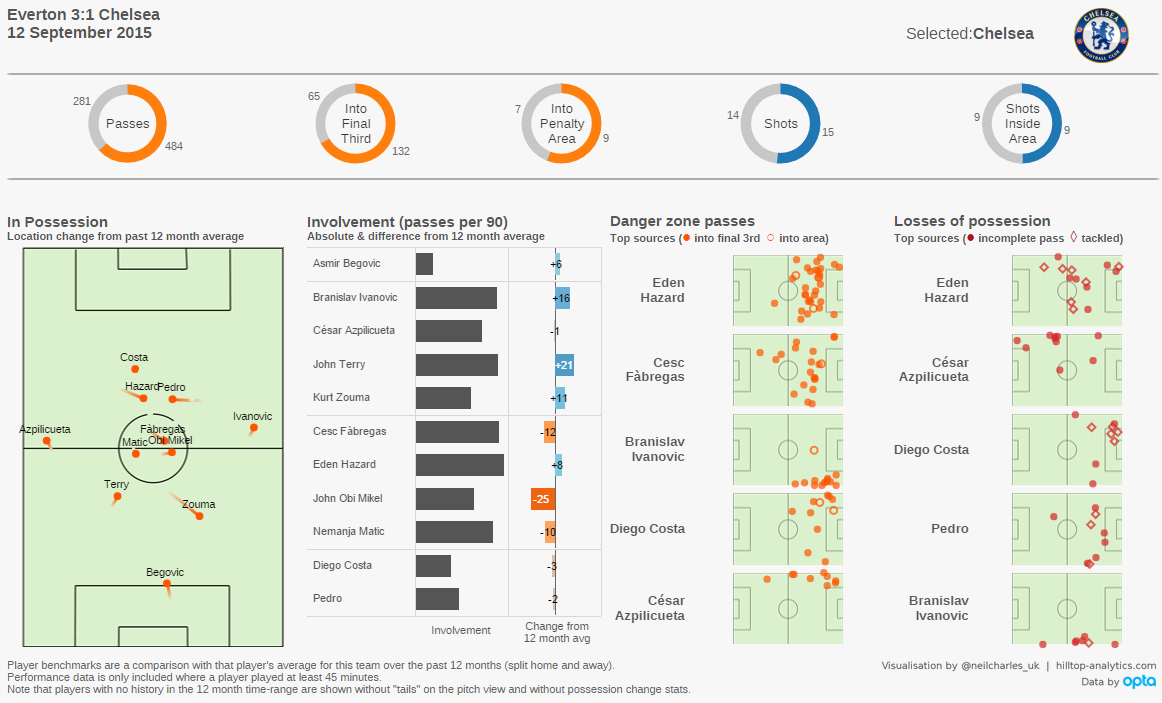 Everton 3:1 Chelsea
12 September 2015
Selected:Chelsea
CHELSEA
FOOTBALL CLUB
281
Passes
484
65
Into
Final
Third
132
7
Into
Penalty
Area
9
14
Shots
15
9
Shots
Inside
Area
9
In Possession
Location change from past 12 month average
Costa
Hazard
Pedro
Ivanovic
Azpilicueta
Fàbregas
Matic
Obi Mikel
Terry
Zouma
Begovic
Involvement (passes per 90)
Absolute & difference from 12 month average
Asmir Begovic +6
Branislav Ivanovic +16
César Azpilicueta -1
John Terry +21
Kurt Zouma +11
Cesc Fàbregas -12
Eden Hazard +8
John Obi Mikel -25
Nemanja Matic -10
Diego Costa -3
Pedro -2
Involvement
Change from
12 month avg
Danger zone passes
Top sources ( into final 3rd into area)
Eden
Hazard
Cesc
Fàbregas
Branislav
Ivanovic
Diego Costa
César
Azpilicueta
Losses of possession
Top sources ( incomplete pass tackled)
Eden
Hazard
César
Azpilicueta
Diego Costa
Pedro
Branislav
Ivanovic
Player benchmarks are a comparison with that player's average for this team over the past 12 months (split home and away).
Performance data is only included where a player played at least 45 minutes.
Note that players with no history in the 12 month time-range are shown without "tails" on the pitch view and without possession change stats.
Visualisation by @neilcharles_uk | hilltop-analytics.com
Data by opta